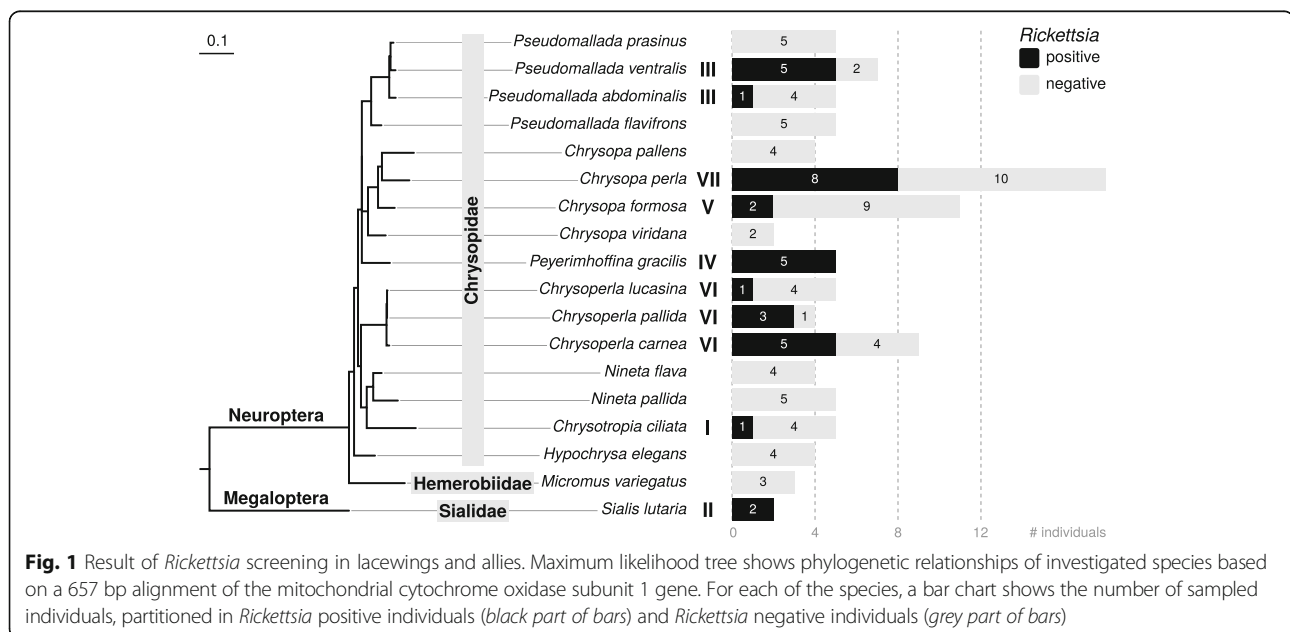 0.1
Rickettsia
positive
negative
Pseudomallada prasinus 5
Pseudomallada ventralis III 5 2
Pseudomallada abdominalis III 1 4
Pseudomallada flavifrons 5
Chrysopa pallens 4
Chrysopa perla VII 8 10
Chrysopa formosa V 2 9
Chrysopa viridana 2
Peyerimhoffina gracilis IV 5
Chrysoperla lucasina VI 1 4
Chrysoperla pallida VI 3 1
Chrysoperla carnea VI 5 4
Nineta flava 4
Nineta pallida 5
Chrysotropia ciliata I 1 4
Hypochrysa elegans 4
Chrysopidae
Neuroptera
Hemerobiidae Micromus variegatus 3
Megaloptera
Sialidae Sialis lutaria II 2
0 4 8 12 # individuals
Fig. 1 Result of Rickettsia screening in lacewings and allies. Maximum likelihood tree shows phylogenetic relationships of investigated species based
on a 657 bp alignment of the mitochondrial cytochrome oxidase subunit 1 gene. For each of the species, a bar chart shows the number of sampled
individuals, partitioned in Rickettsia positive individuals (black part of bars) and Rickettsia negative individuals (grey part of bars)